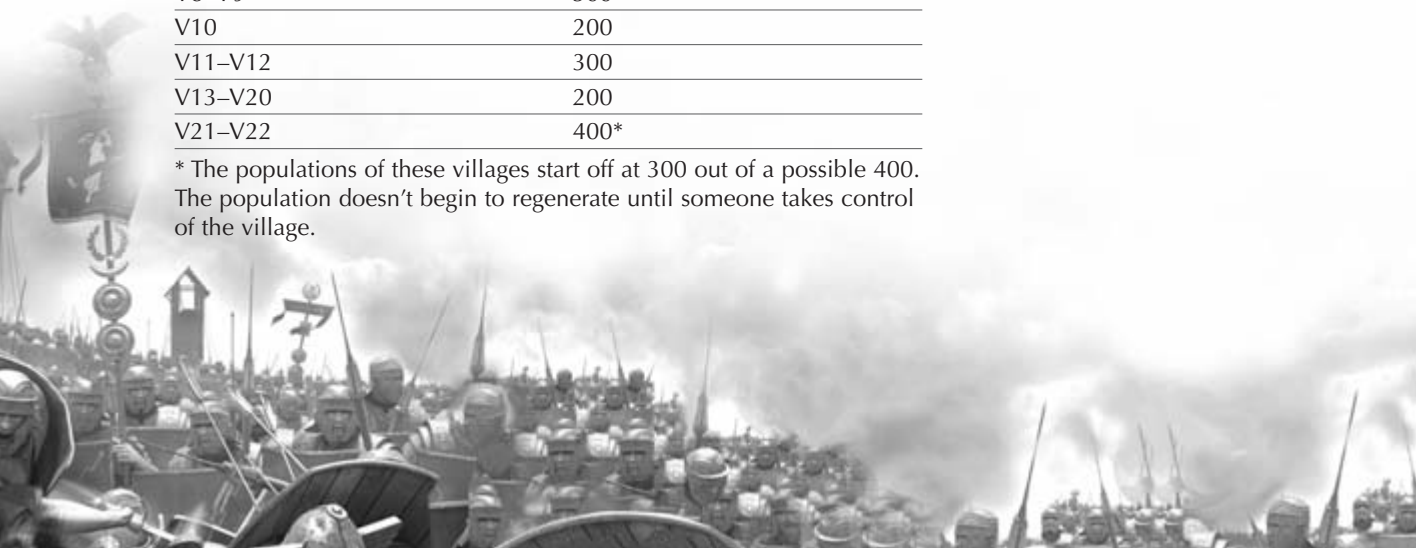 V10 200
V11–V12 300
V13–V20 200
V21–V22 400*
* The populations of these villages start off at 300 out of a possible 400.
The population doesn’t begin to regenerate until someone takes control
of the village.